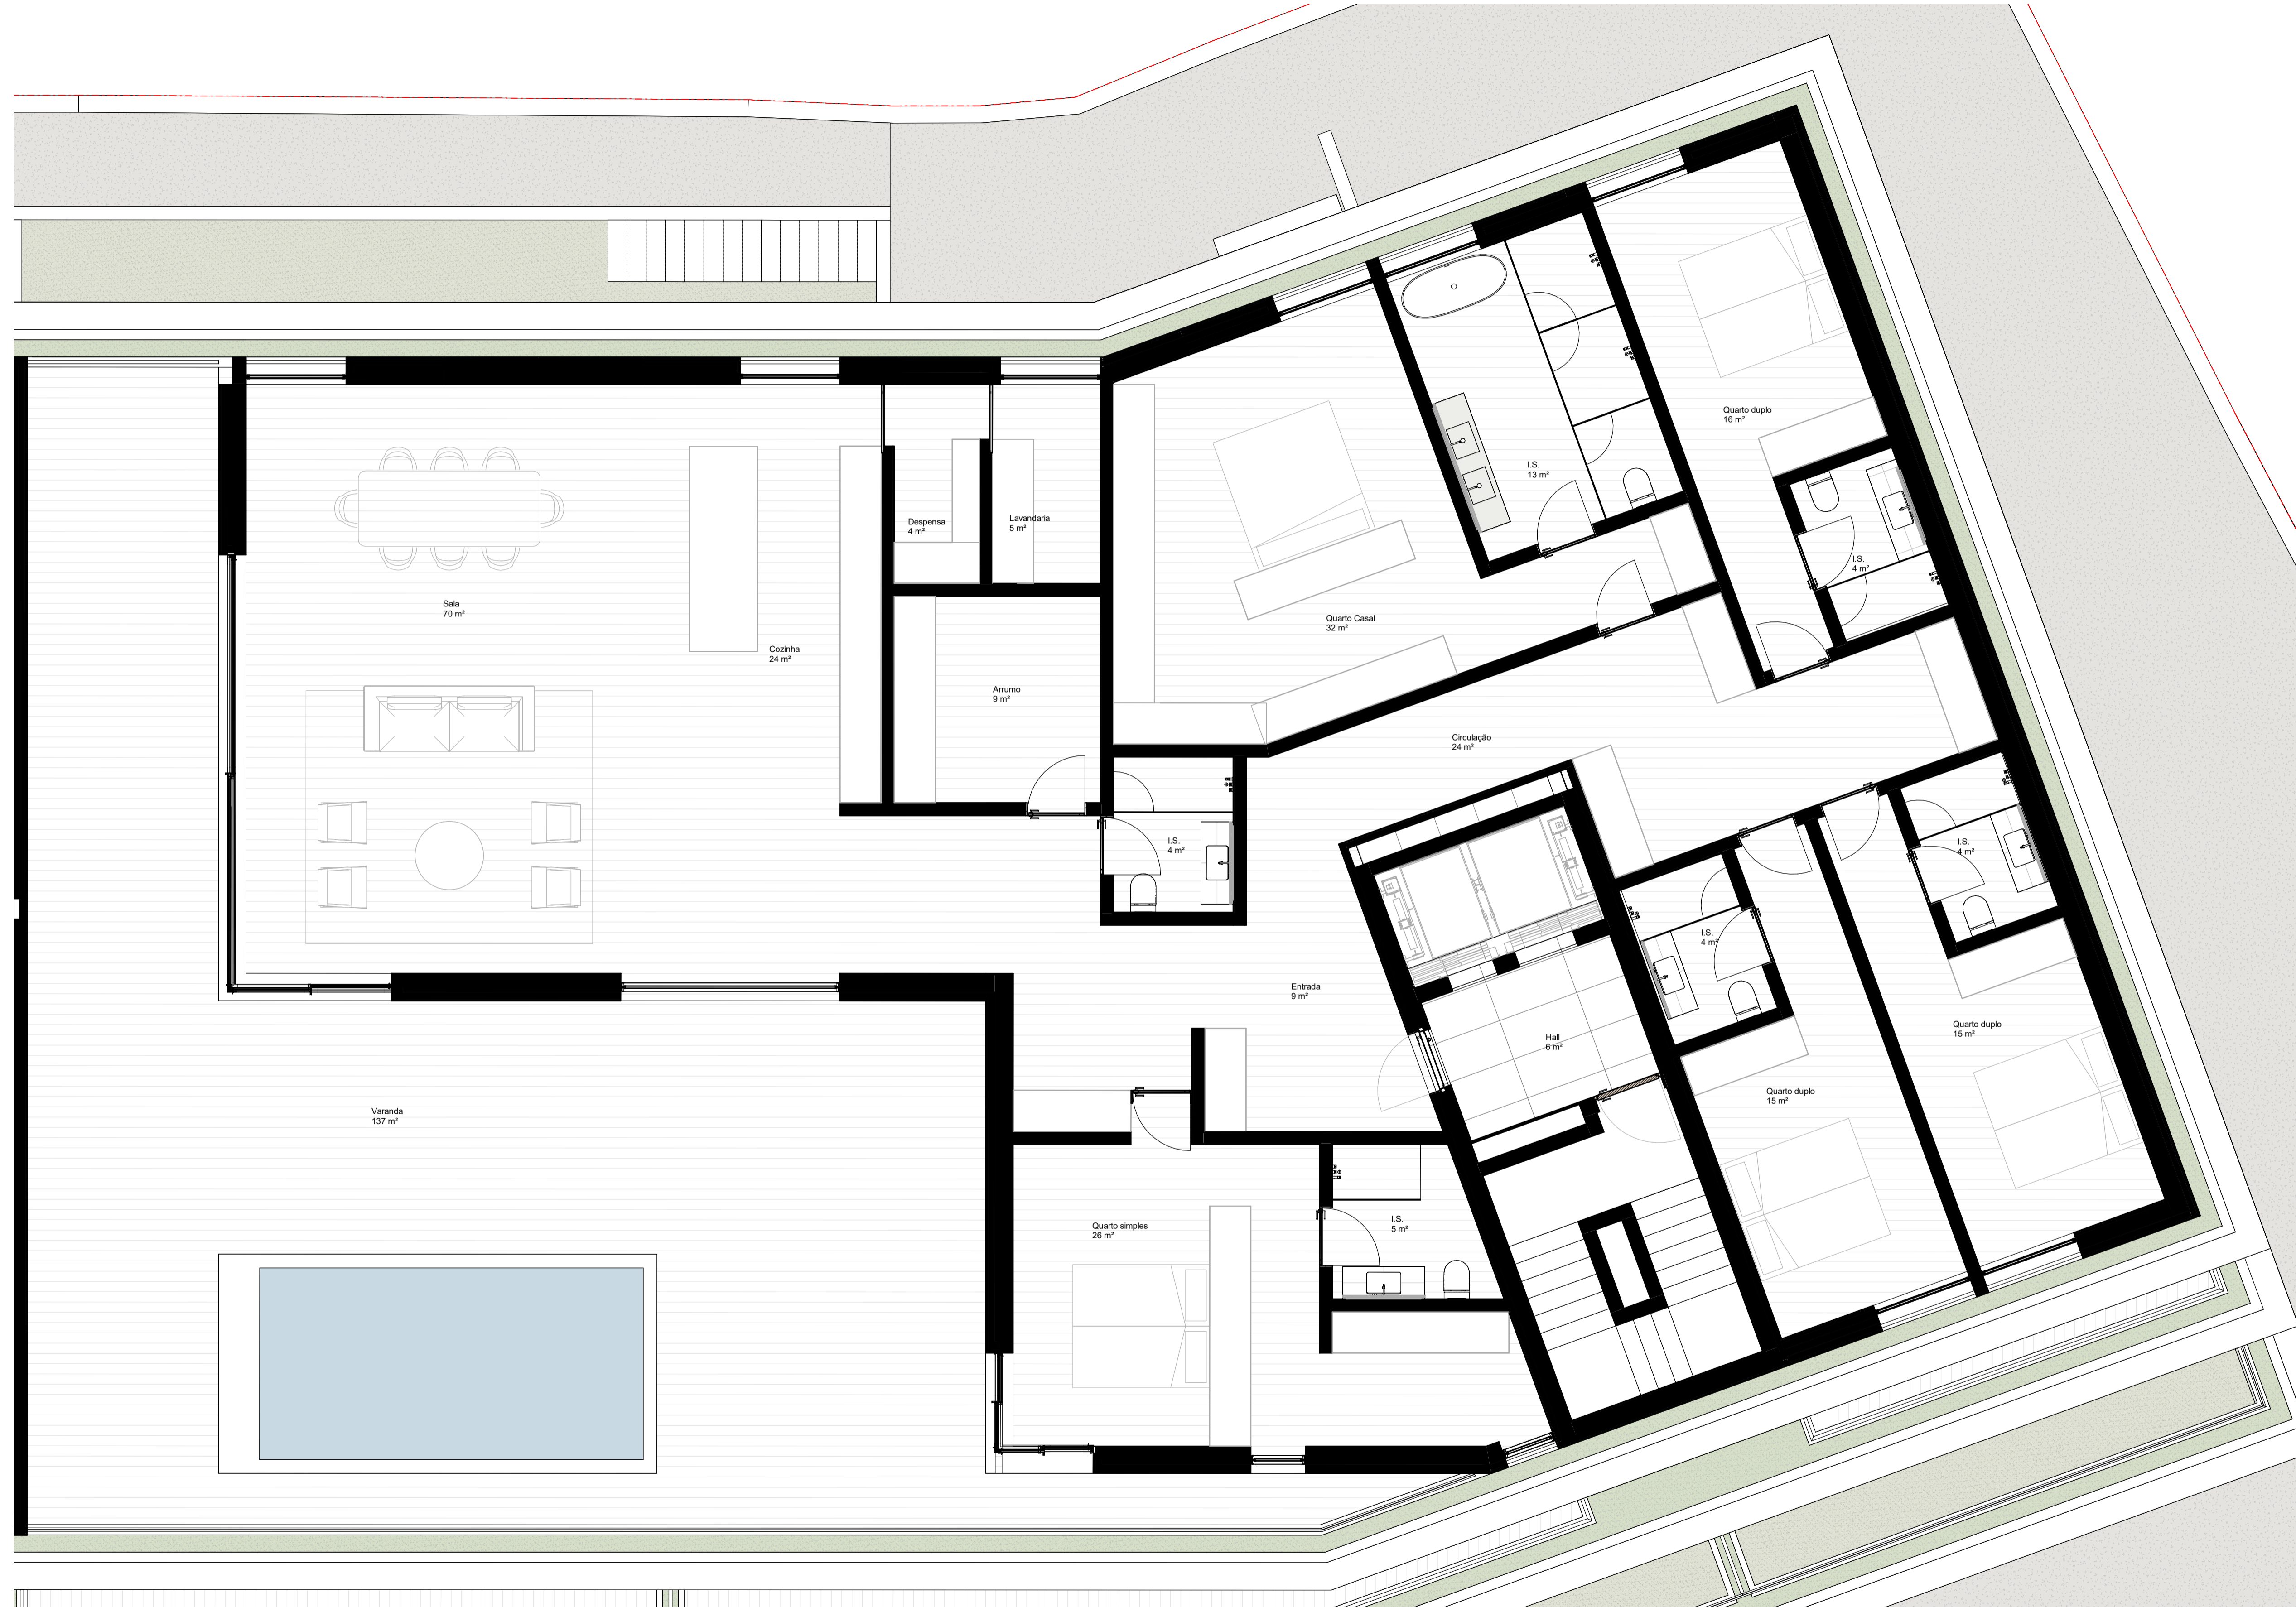 Quarto duplo
16 m²
I.S.
13 m²
Despensa
4 m²
Lavandaria
5 m²
I.S.
4 m²
Sala
70 m²
Quarto Casal
32 m²
Cozinha
24 m²
Arrumo
9 m²
Circulação
24 m²
I.S.
4 m²
I.S.
4 m²
I.S.
4 m²
Entrada
9 m²
Hall
6 m²
Quarto duplo
15 m²
Quarto duplo
15 m²
Varanda
137 m²
Quarto simples
26 m²
I.S.
5 m²